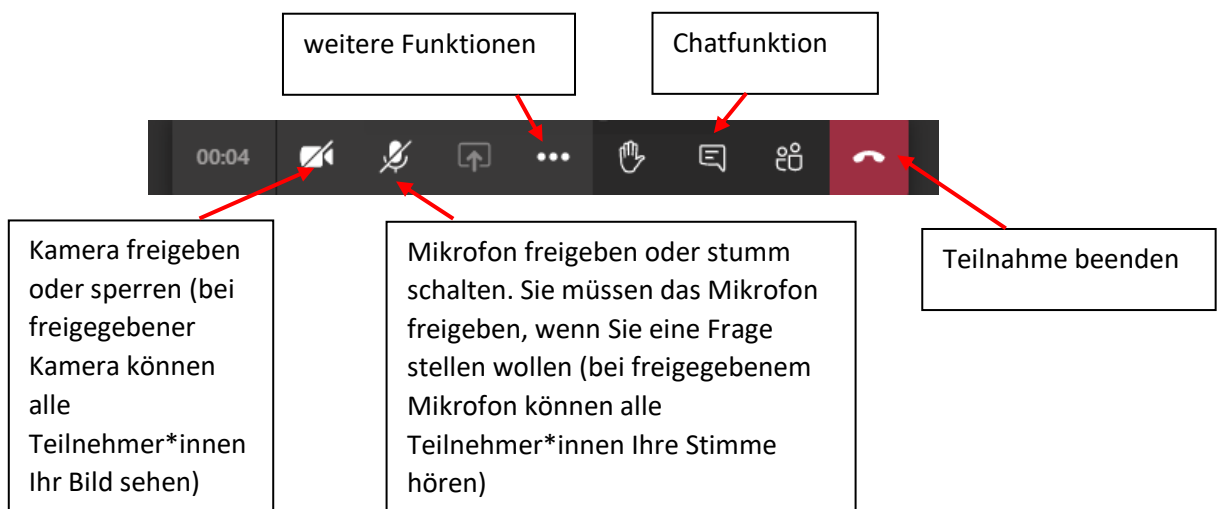 weitere Funktionen
Chatfunktion
00:04
Kamera freigeben
oder sperren (bei
freigegebener
Kamera können
alle
Teilnehmer*innen
Ihr Bild sehen)
Mikrofon freigeben oder stumm
schalten. Sie müssen das Mikrofon
freigeben, wenn Sie eine Frage
stellen wollen (bei freigegebenem
Mikrofon können alle
Teilnehmer*innen Ihre Stimme
hören)
Teilnahme beenden